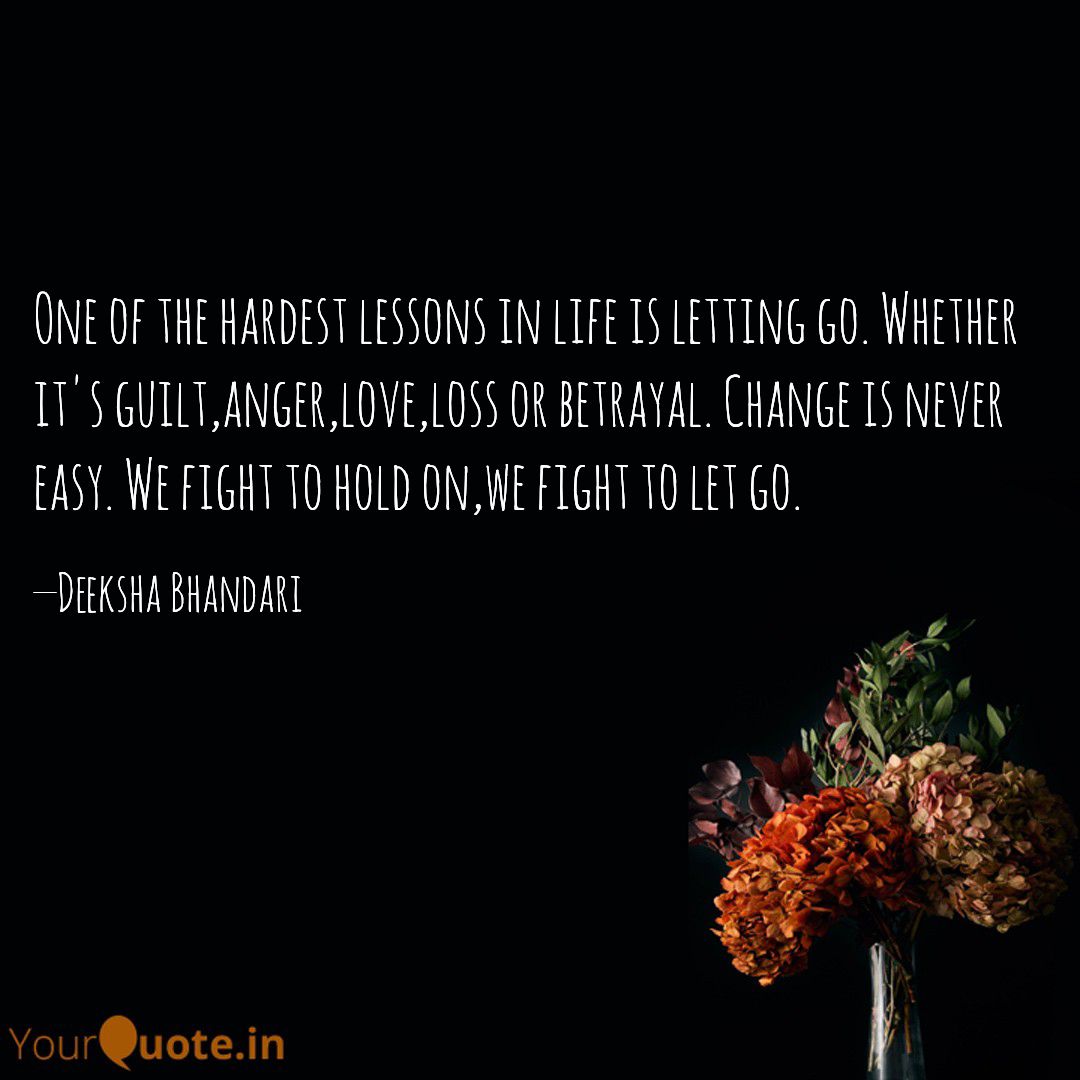 One of the hardest lessons in life is letting go. Whether
it's guilt,anger,love,loss or betrayal. Change is never
easy. We fight to hold on,we fight to let go.
—Deeksha Bhandari
YourQuote.in